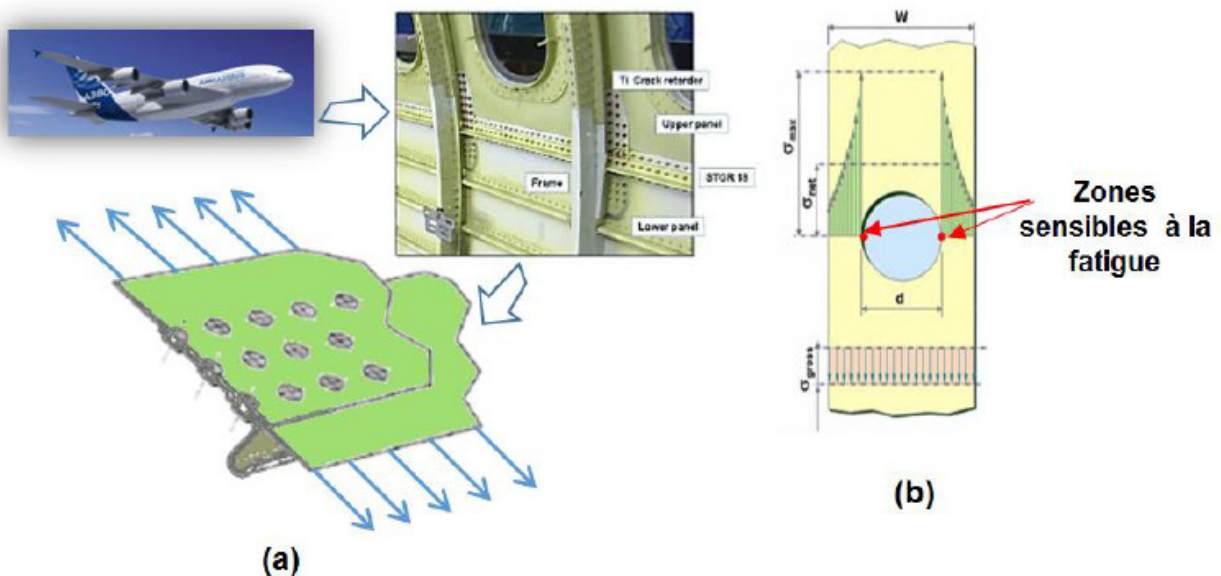 Ti Crack retarder
Upper panel
STGR 18
Frame
Lower panel
(a)
W
σmax
σnet
d
σgross
Zones
sensibles à la
fatigue
(b)